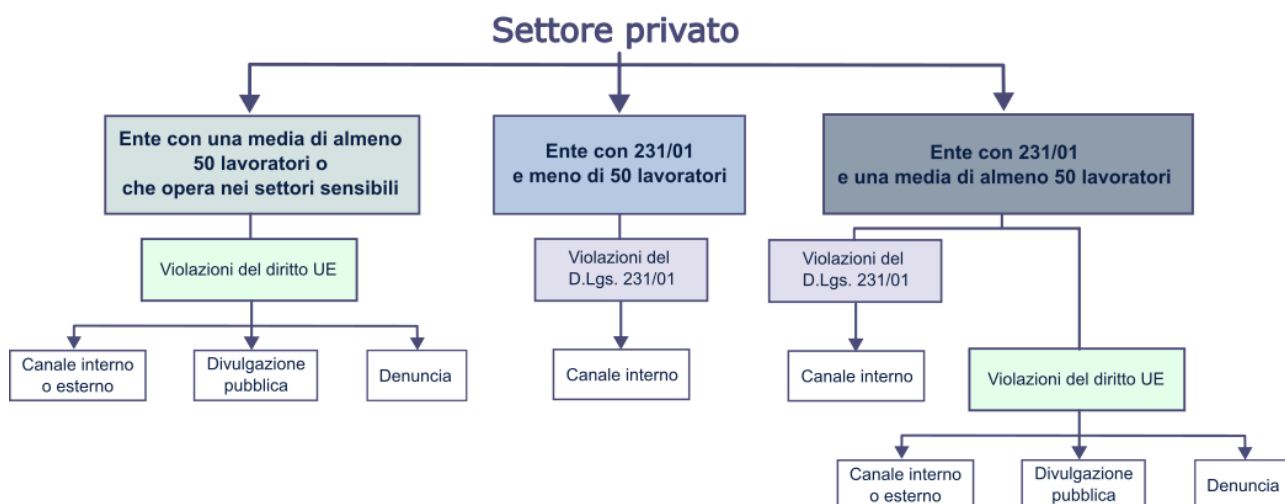 Settore privato
Ente con una media di almeno
50 lavoratori o
che opera nei settori sensibili
Ente con 231/01
e meno di 50 lavoratori
Ente con 231/01
e una media di almeno 50 lavoratori
Violazioni del diritto UE
Violazioni del
D.Lgs. 231/01
Violazioni del
D.Lgs. 231/01
Canale interno
o esterno
Divulgazione
pubblica
Denuncia
Canale interno
Canale interno
Violazioni del diritto UE
Canale interno
o esterno
Divulgazione
pubblica
Denuncia